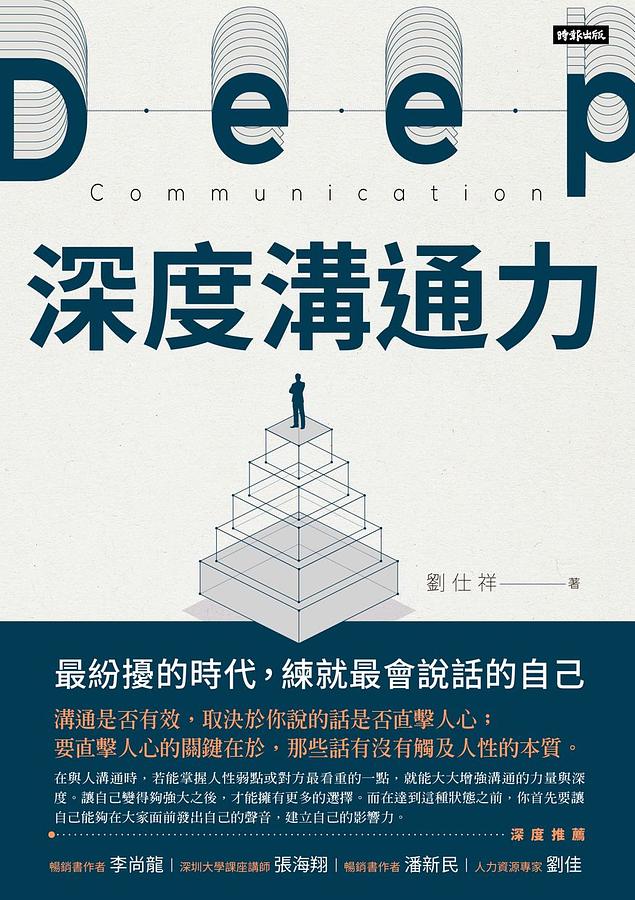 時報出版
Deep
Communication
深度溝通力
劉仕祥 著
最紛擾的時代，練就最會說話的自己
溝通是否有效，取決於你說的話是否直擊人心；
要直擊人心的關鍵在於，那些話有沒有觸及人性的本質。
在與人溝通時，若能掌握人性弱點或對方最看重的一點，就能大大增強溝通的力量與深
度。讓自己變得夠強大之後，才能擁有更多的選擇。而在達到這種狀態之前，你首先要讓
自己能夠在大家面前發出自己的聲音，建立自己的影響力。
深度推薦
暢銷書作者 李尚龍｜深圳大學課座講師 張海翔｜暢銷書作者 潘新民｜人力資源專家 劉佳